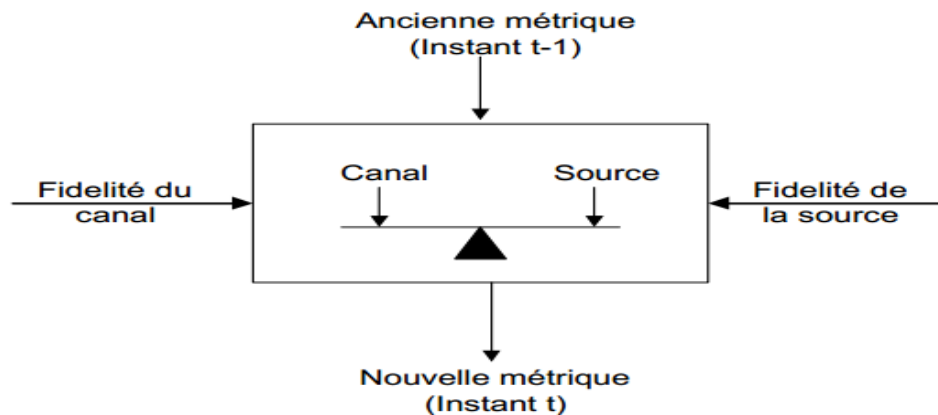 Ancienne métrique
(Instant t-1)
Canal
Source
Fidelité du
canal
Fidelité de
la source
Nouvelle métrique
(Instant t)